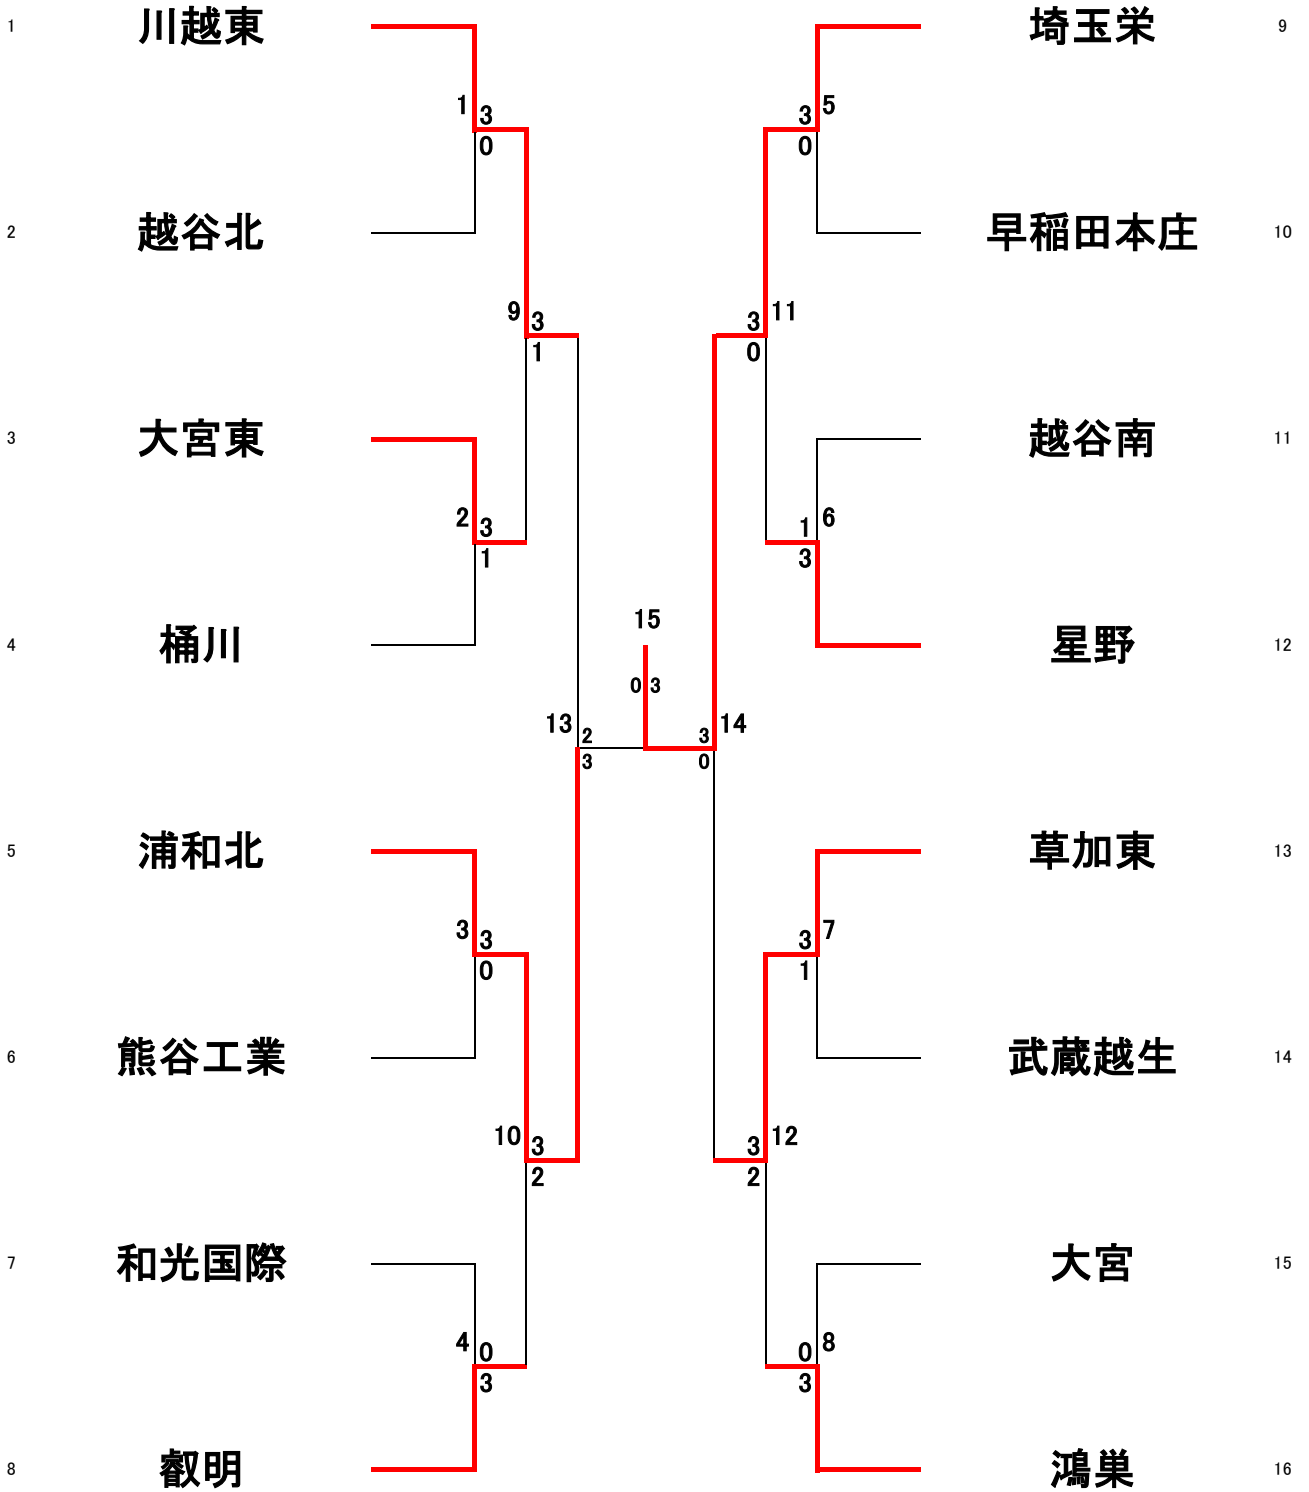 1 川越東 埼玉栄 9
1 3 3 5
0 0
2 越谷北 早稲田本庄 10
9 3 3 11
1 0
3 大宮東 越谷南 11
2 3 1 6
1 3
15
4 桶川 星野 12
0 3
13 2 3 14
3 0
5 浦和北 草加東 13
3 3 3 7
0 1
6 熊谷工業 武蔵越生 14
10 3 3 12
2 2
7 和光国際 大宮 15
4 0 0 8
3 3
8 叡明 鴻巣 16